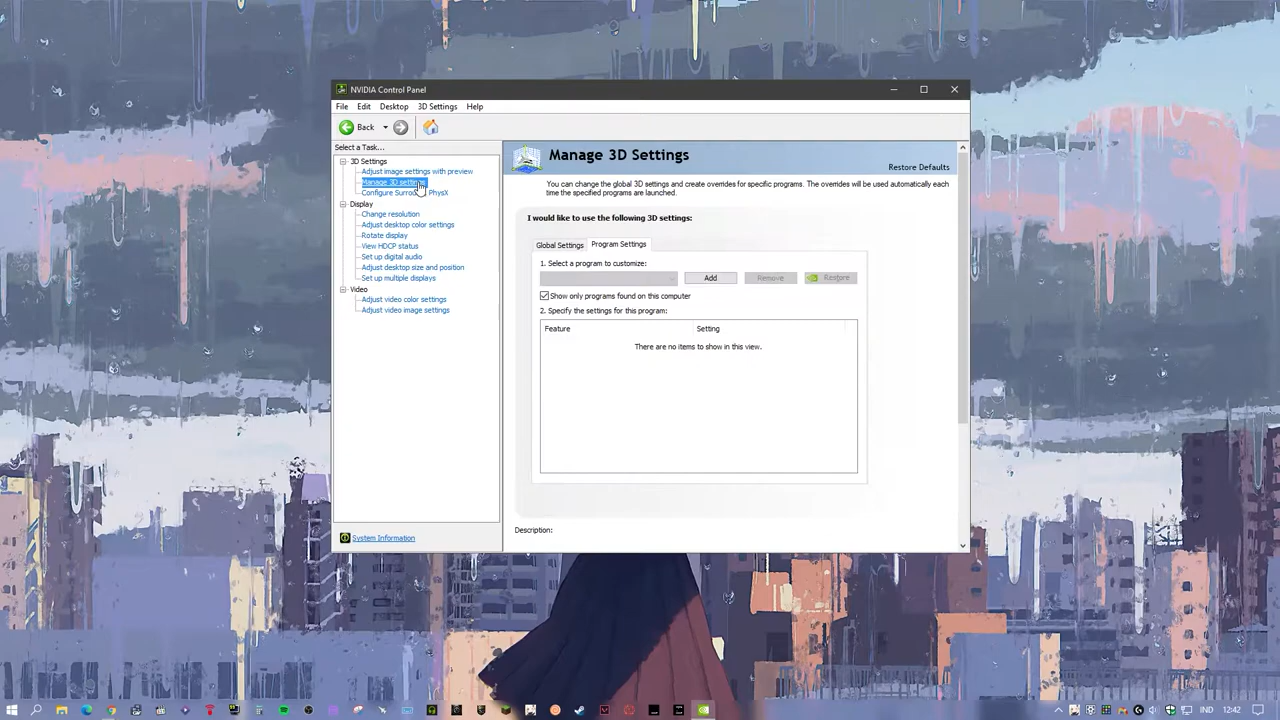 NVIDIA Control Panel
File Edit Desktop 3D Settings Help
Back
Select a Task...
3D Settings
Adjust image settings with preview
Manage 3D settings
Configure Surround, PhysX
Display
Change resolution
Adjust desktop color settings
Rotate display
View HDCP status
Set up digital audio
Adjust desktop size and position
Set up multiple displays
Video
Adjust video color settings
Adjust video image settings
System Information
Manage 3D Settings
Restore Defaults
You can change the global 3D settings and create overrides for specific programs. The overrides will be used automatically each
time the specified programs are launched.
I would like to use the following 3D settings:
Global Settings Program Settings
1. Select a program to customize:
Add Remove Restore
Show only programs found on this computer
2. Specify the settings for this program:
Feature Setting
There are no items to show in this view.
Description:
IND 12:42